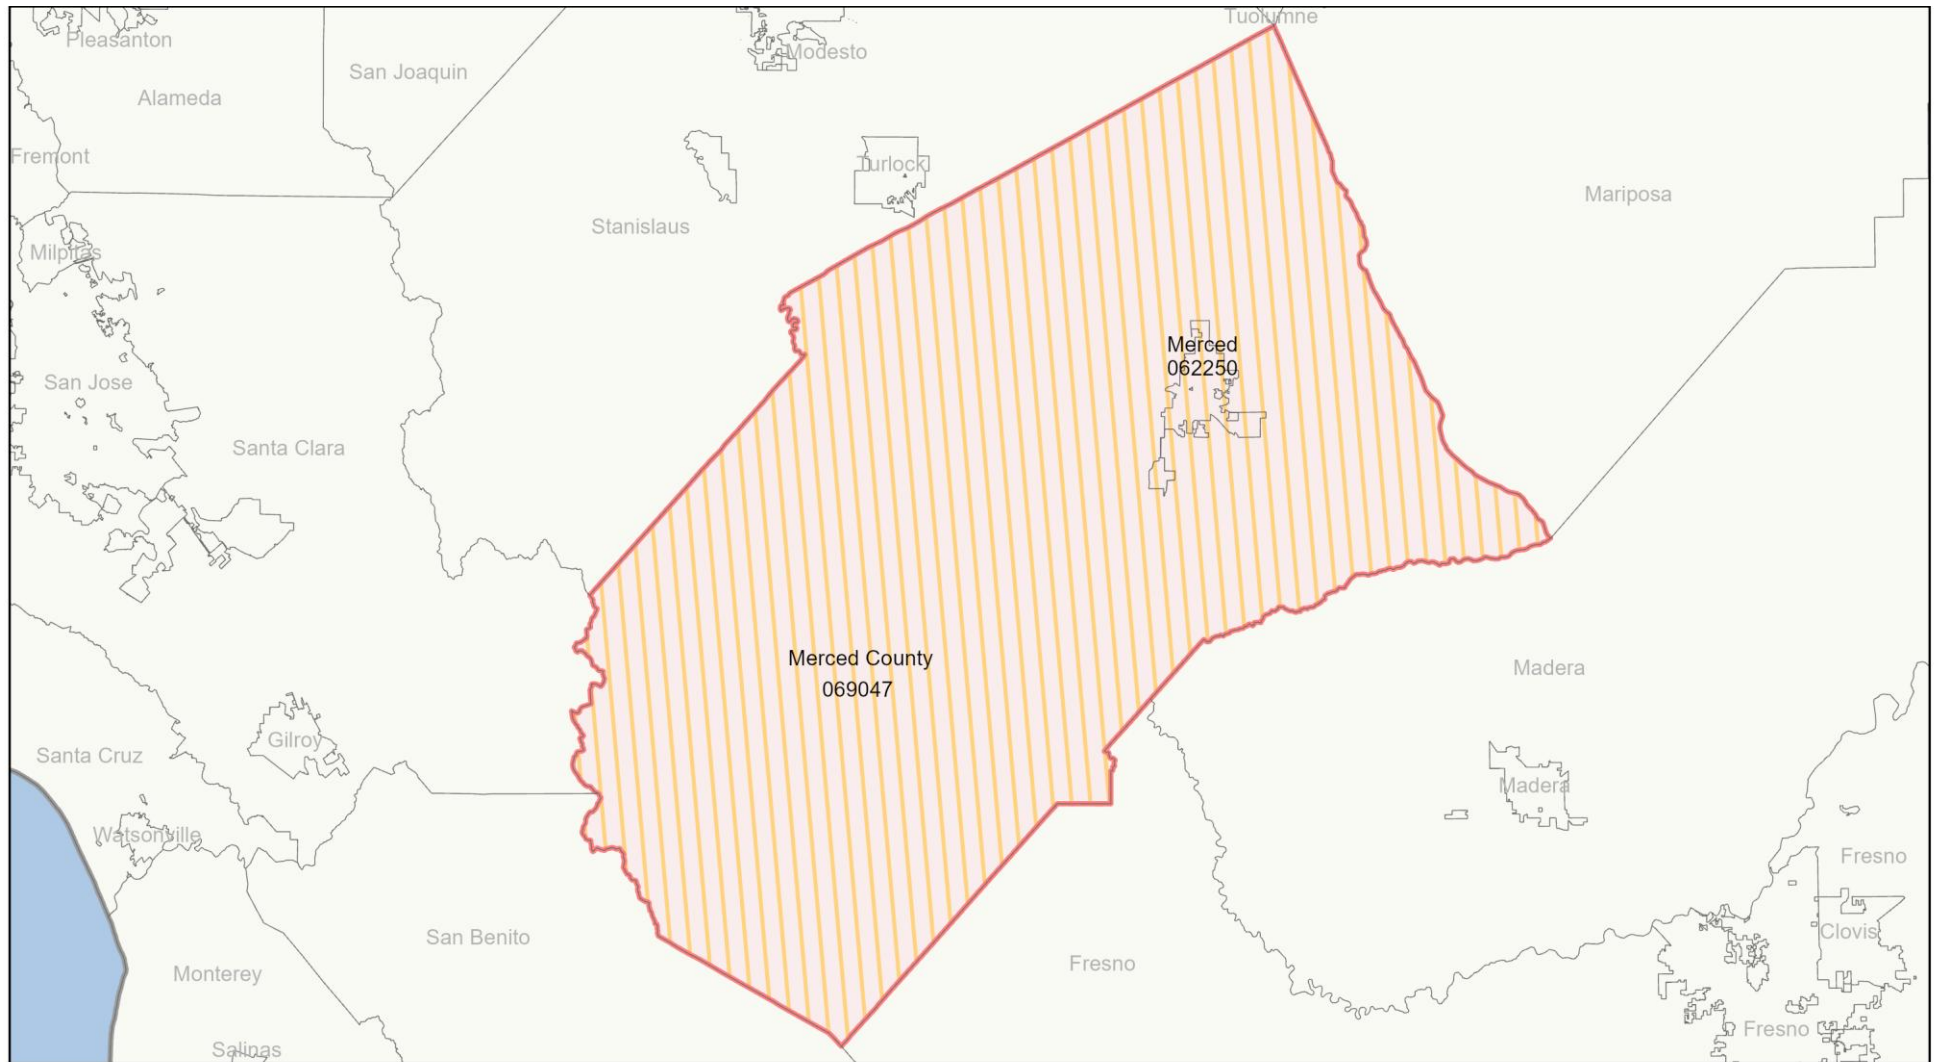 Tuolumne
Pleasanton
Modesto
San Joaquin
Alameda
Fremont
Turlock
Mariposa
Stanislaus
Milpitas
Merced
062250
San Jose
Santa Clara
Merced County
069047
Madera
Gilroy
Santa Cruz
Madera
Watsonville
Fresno
Clovis
San Benito
Fresno
Monterey
Fresno
Salinas